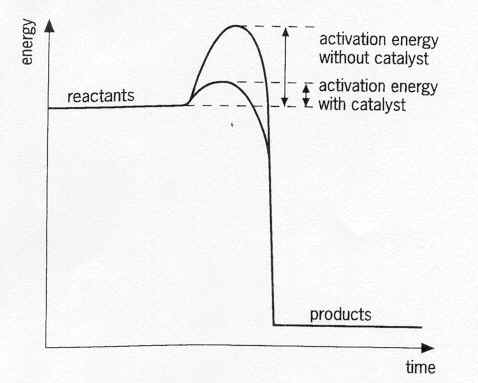 energy
activation energy
without catalyst
activation energy
with catalyst
reactants
products
time